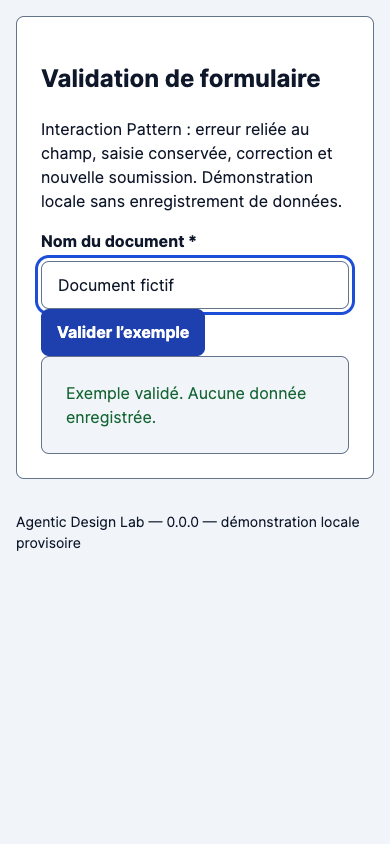 Validation de formulaire
Interaction Pattern : erreur reliée au
champ, saisie conservée, correction et
nouvelle soumission. Démonstration
locale sans enregistrement de données.
Nom du document *
Document fictif
Valider l’exemple
Exemple validé. Aucune donnée
enregistrée.
Agentic Design Lab — 0.0.0 — démonstration locale
provisoire